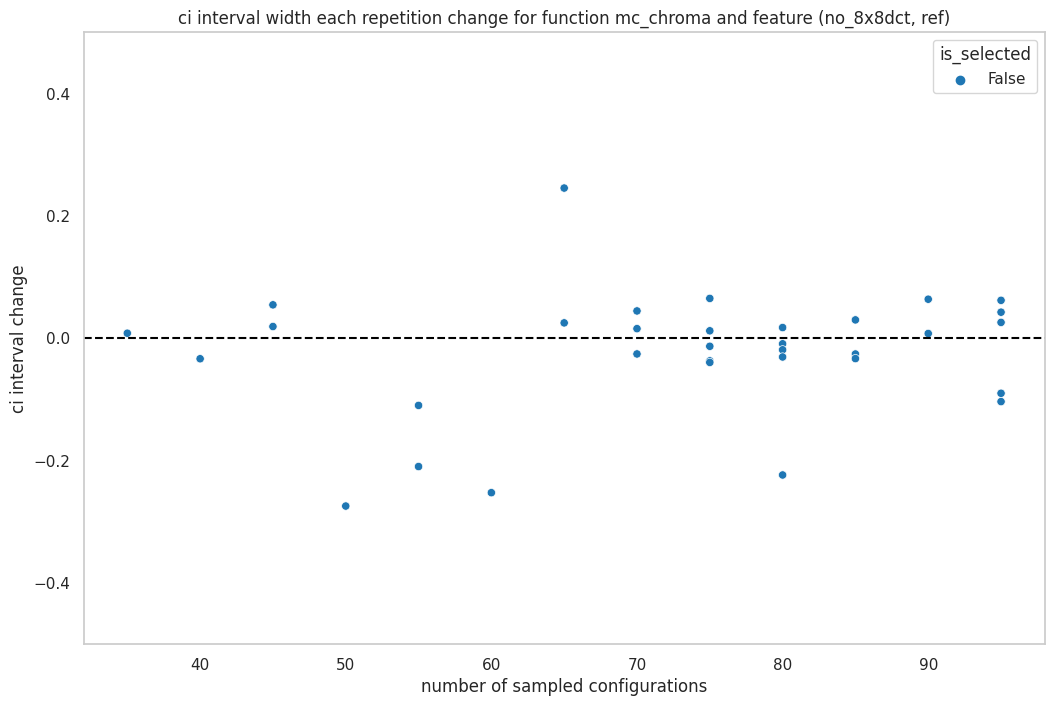 ci interval width each repetition change for function mc_chroma and feature (no_8x8dct, ref)
is_selected
False
0.4
0.2
0.0
−0.2
−0.4
ci interval change
40 50 60 70 80 90
number of sampled configurations